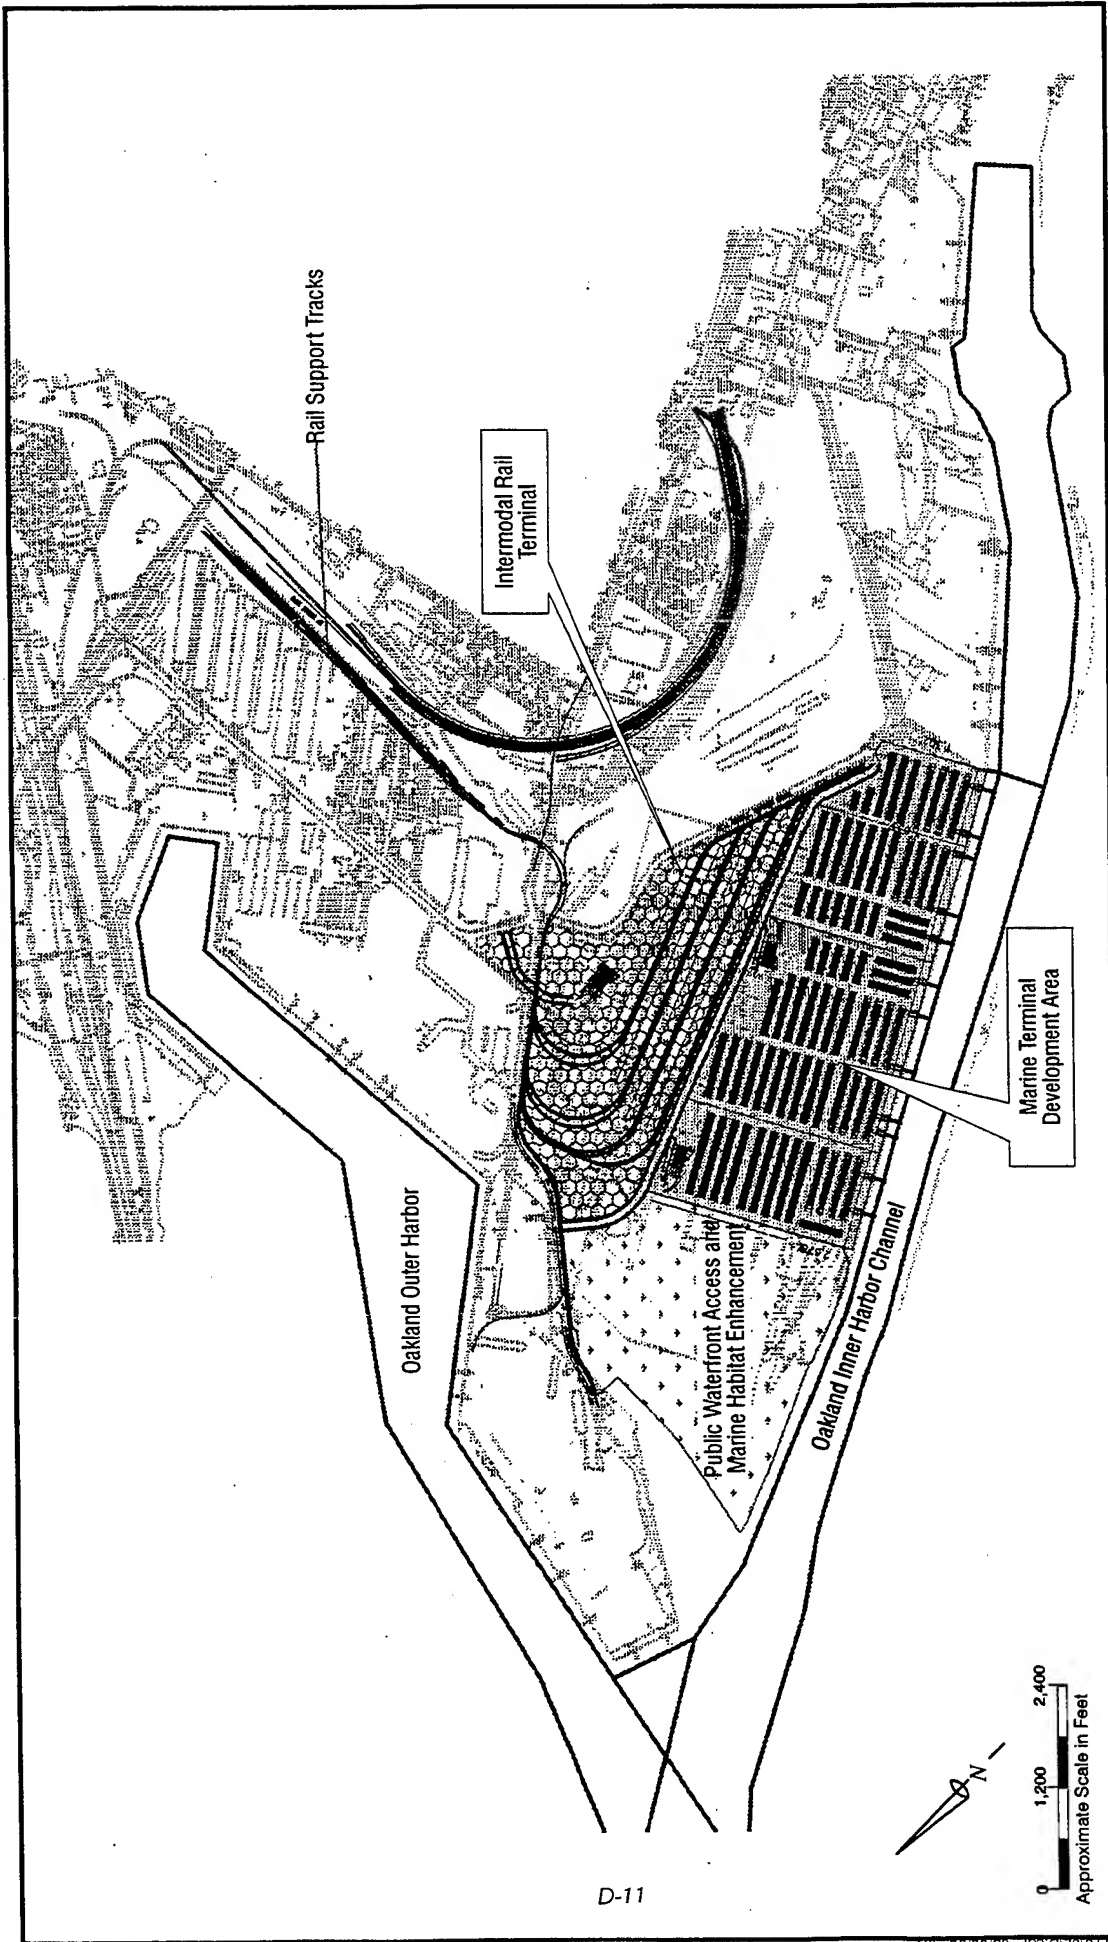 Rail Support Tracks
Intermodal Rail
Terminal
Oakland Outer Harbor
Public Waterfront Access and
Marine Habitat Enhancement
Marine Terminal
Development Area
Oakland Inner Harbor Channel
N
0 1,200 2,400
Approximate Scale in Feet
D-11